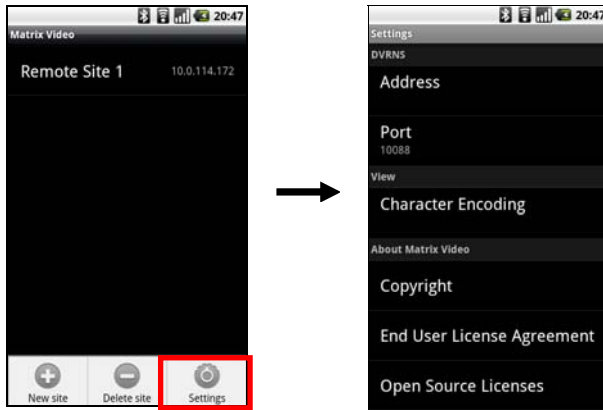 20:47
Matrix Video
Remote Site 1 10.0.114.172
New site Delete site Settings
20:47
Settings
DVRNS
Address
Port
10088
View
Character Encoding
About Matrix Video
Copyright
End User License Agreement
Open Source Licenses